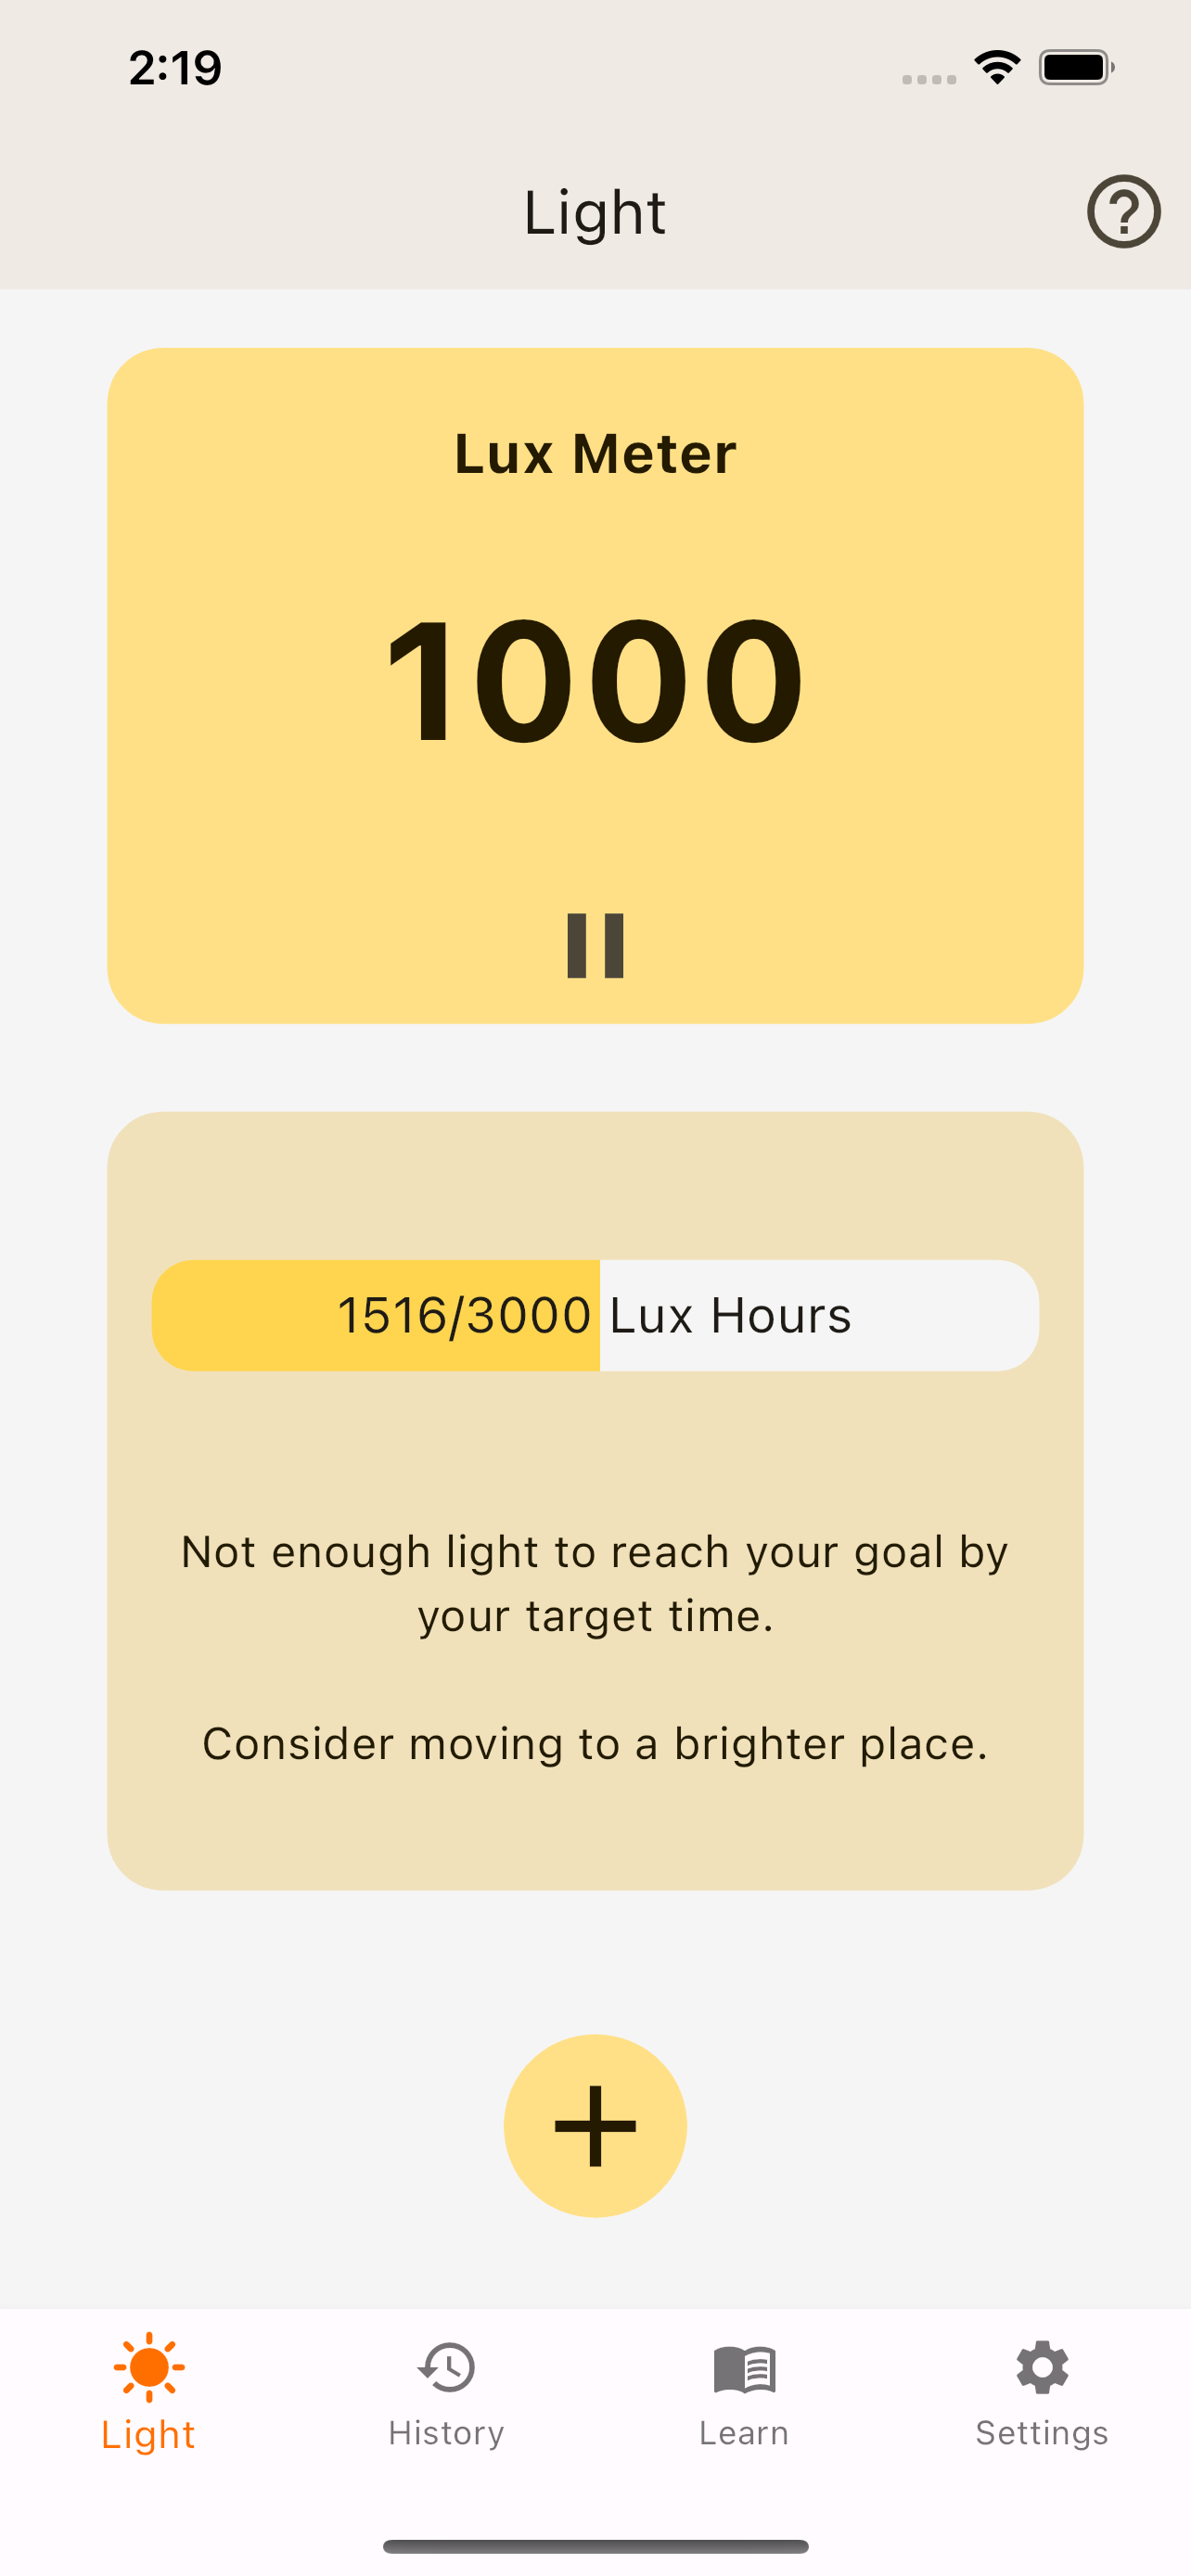 2:19
Light
Lux Meter
1000
1516/3000 Lux Hours
Not enough light to reach your goal by
your target time.
Consider moving to a brighter place.
Light
History
Learn
Settings